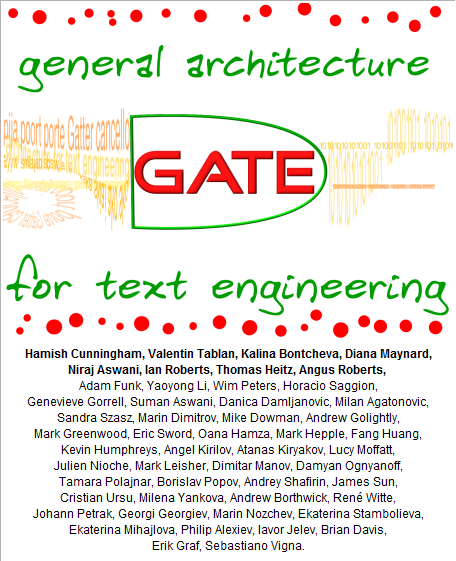 general architecture
eija poort porte Gatter cancello
text engineering
GATE
for text engineering
Hamish Cunningham, Valentin Tablan, Kalina Bontcheva, Diana Maynard,
Niraj Aswani, Ian Roberts, Thomas Heitz, Angus Roberts,
Adam Funk, Yaoyong Li, Wim Peters, Horacio Saggion,
Genevieve Gorrell, Suman Aswani, Danica Damljanovic, Milan Agatonovic,
Sandra Szasz, Marin Dimitrov, Mike Dowman, Andrew Golightly,
Mark Greenwood, Eric Sword, Oana Hamza, Mark Hepple, Fang Huang,
Kevin Humphreys, Angel Kirilov, Atanas Kiryakov, Lucy Moffatt,
Julien Nioche, Mark Leisher, Dimitar Manov, Damyan Ognyanoff,
Tamara Polajnar, Borislav Popov, Andrey Shafirin, James Sun,
Cristian Ursu, Milena Yankova, Andrew Borthwick, René Witte,
Johann Petrak, Georgi Georgiev, Marin Nozchev, Ekaterina Stambolieva,
Ekaterina Mihajlova, Philip Alexiev, Iavor Jelev, Brian Davis,
Erik Graf, Sebastiano Vigna.